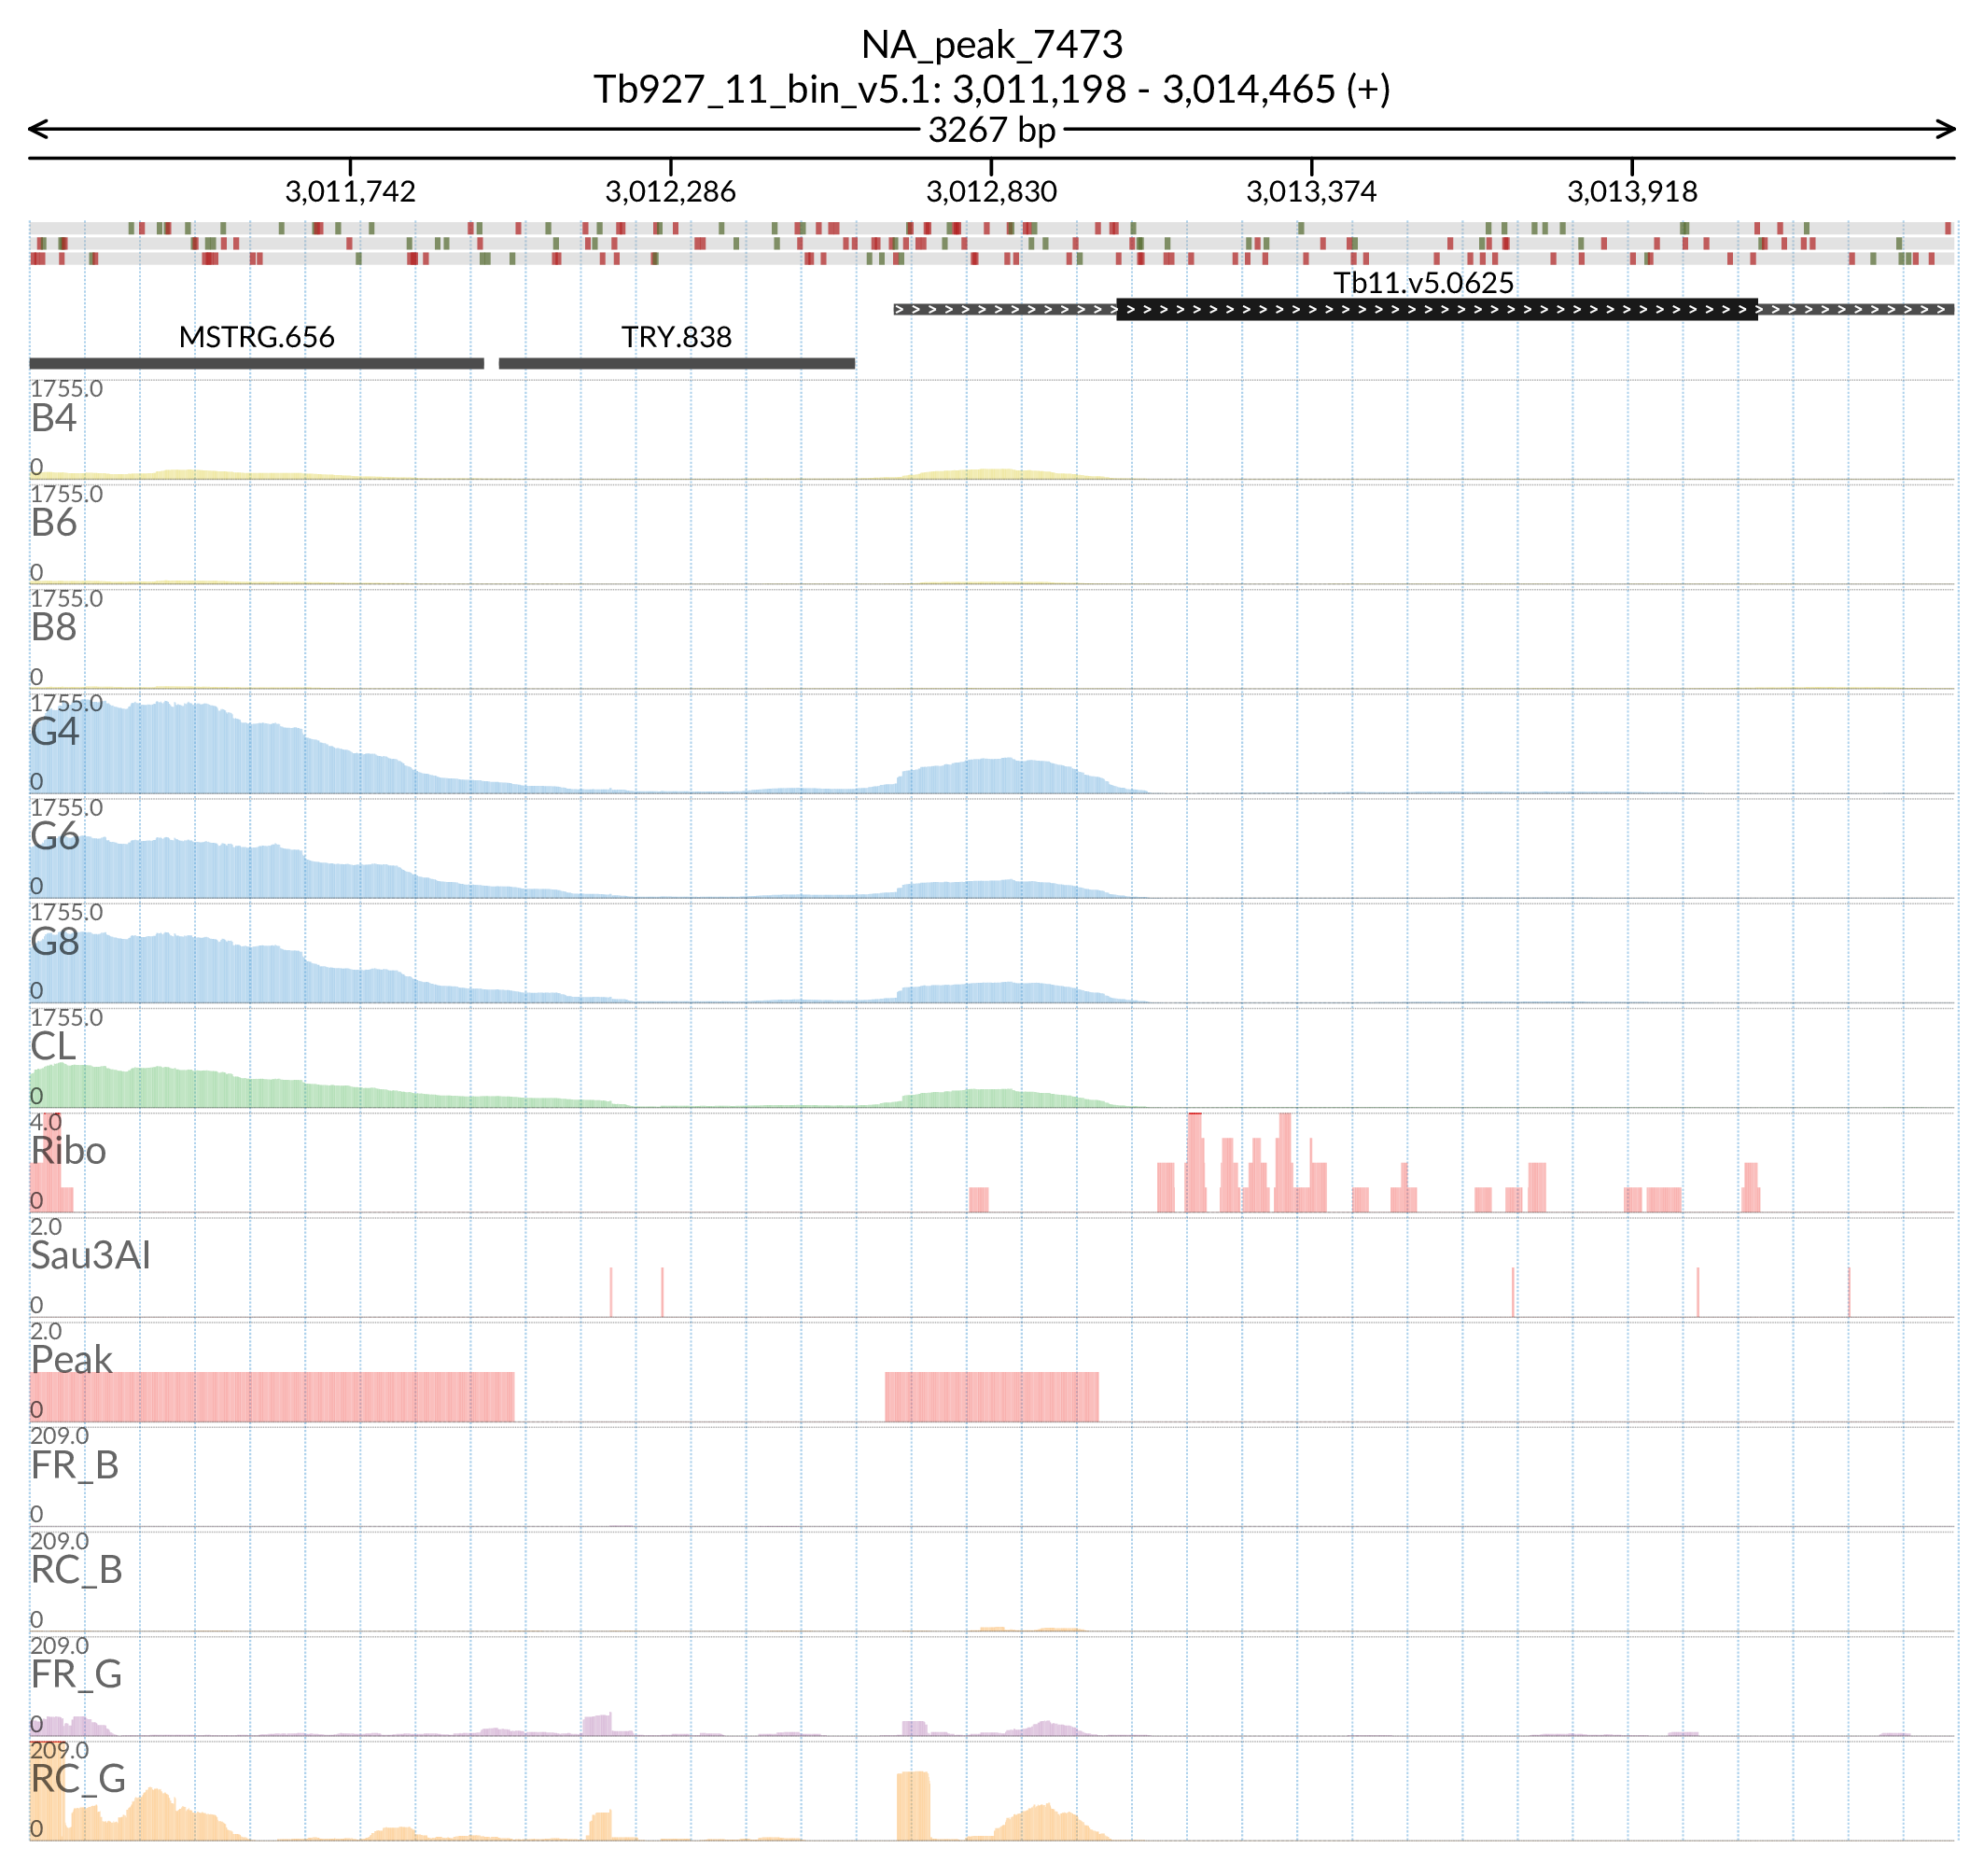 NA_peak_7473
Tb927_11_bin_v5.1: 3,011,198 - 3,014,465 (+)
3267 bp
3,011,742 3,012,286 3,012,830 3,013,374 3,013,918
Tb11.v5.0625
MSTRG.656 TRY.838
1755.0
B4
0
1755.0
B6
0
1755.0
B8
0
1755.0
G4
0
1755.0
G6
0
1755.0
G8
0
1755.0
CL
0
4.0
Ribo
0
2.0
Sau3AI
0
2.0
Peak
0
209.0
FR_B
0
209.0
RC_B
0
209.0
FR_G
0
209.0
RC_G
0